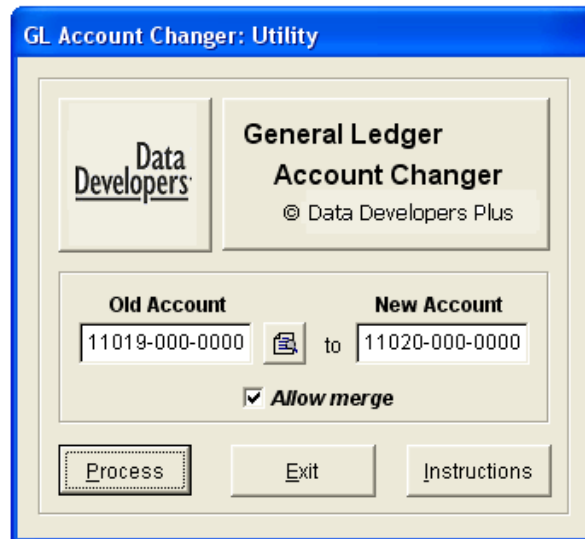 GL Account Changer: Utility
Data
Developers
General Ledger
Account Changer
© Data Developers Plus
Old Account
New Account
11019-000-0000
to
11020-000-0000
Allow merge
Process
Exit
Instructions